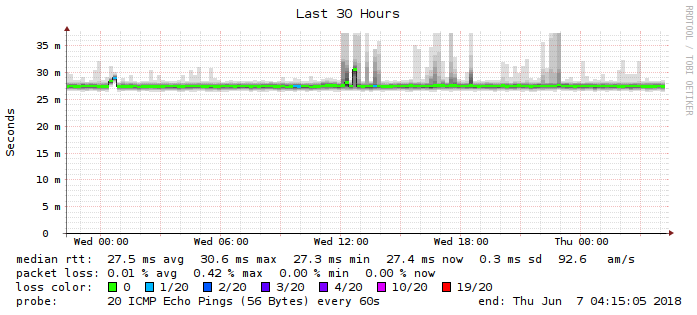 Last 30 Hours
RRDTOOL / TOBI OETIKER
Seconds
35 m
30 m
25 m
20 m
15 m
10 m
5 m
0
Wed 00:00 Wed 06:00 Wed 12:00 Wed 18:00 Thu 00:00
median rtt: 27.5 ms avg 30.6 ms max 27.3 ms min 27.4 ms now 0.3 ms sd 92.6 am/s
packet loss: 0.01 % avg 0.42 % max 0.00 % min 0.00 % now
loss color: 0 1/20 2/20 3/20 4/20 10/20 19/20
probe: 20 ICMP Echo Pings (56 Bytes) every 60s end: Thu Jun 7 04:15:05 2018